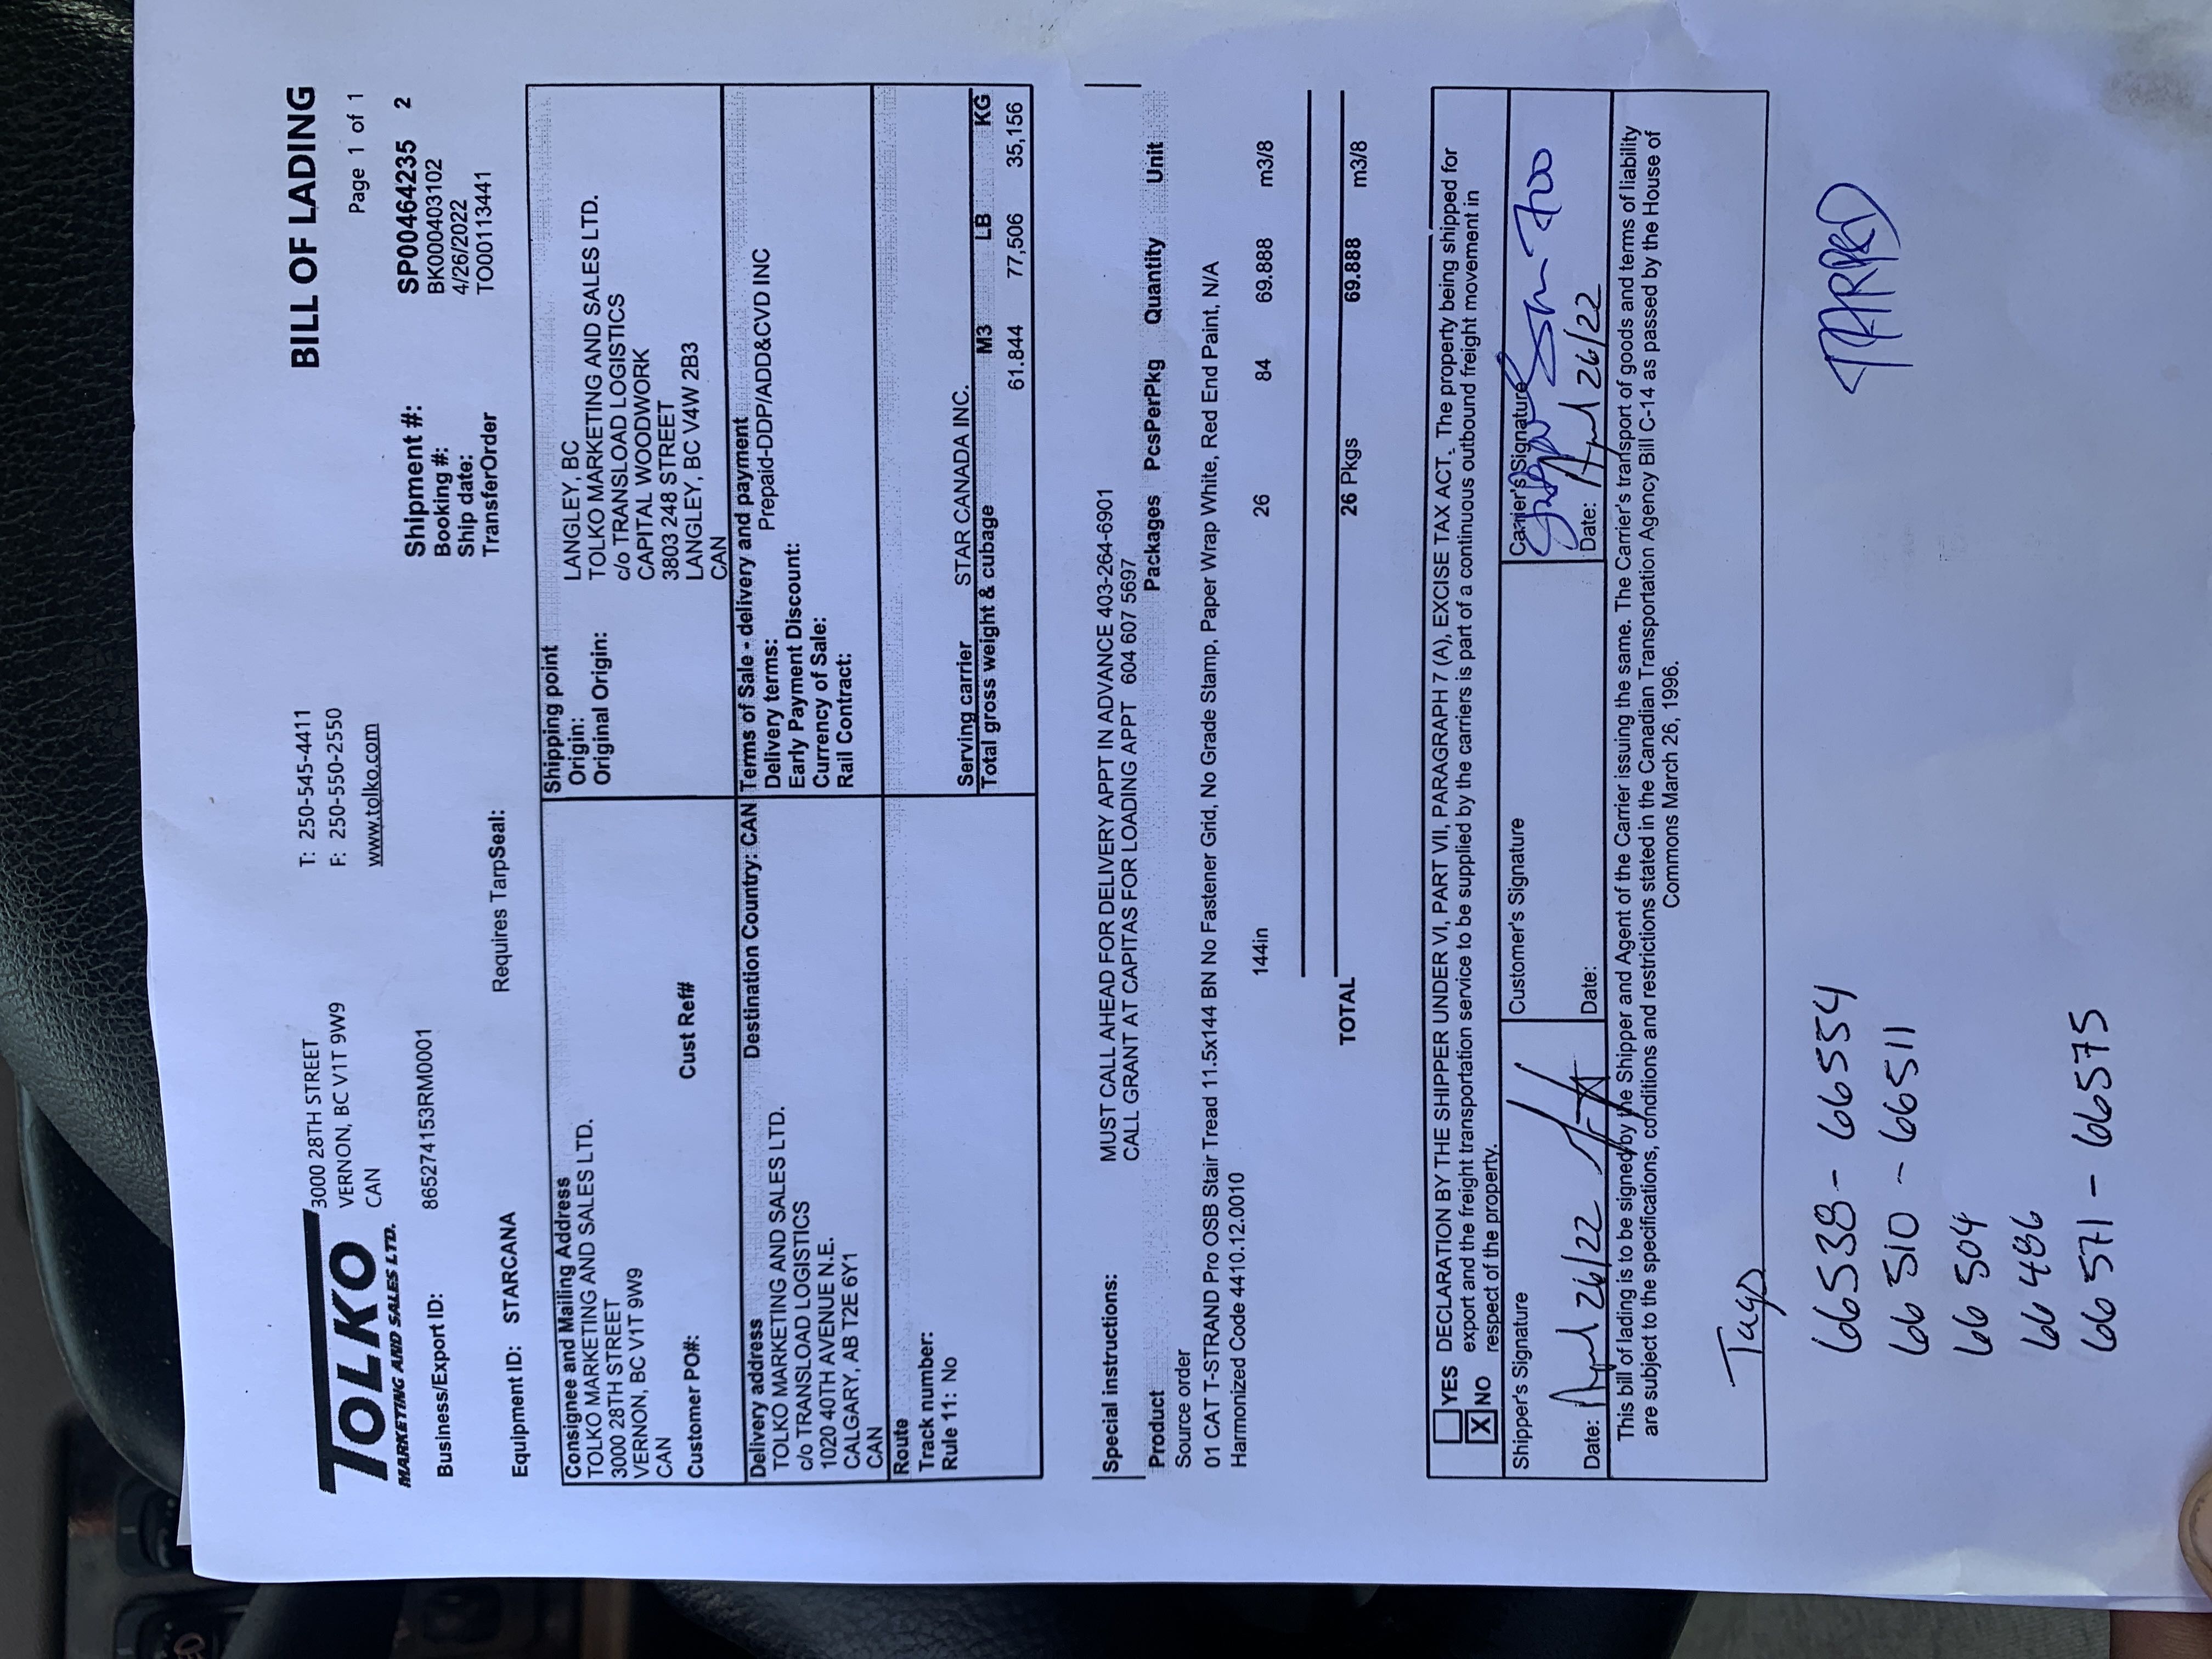 TOLKO
MARKETING AND SALES LTD.
3000 28TH STREET
VERNON, BC V1T 9W9
CAN
T: 250-545-4411
F: 250-550-2550
www.tolko.com
BILL OF LADING
Page 1 of 1
Business/Export ID: 865274153RM0001
Shipment #: SP00464235 2
Booking #: BK000403102
Ship date: 4/26/2022
TransferOrder TO00113441
Equipment ID: STARCANA
Requires TarpSeal:
Consignee and Mailing Address
TOLKO MARKETING AND SALES LTD.
3000 28TH STREET
VERNON, BC V1T 9W9
CAN
Customer PO#: Cust Ref#
Shipping point
Origin: LANGLEY, BC
Original Origin: TOLKO MARKETING AND SALES LTD.
c/o TRANSLOAD LOGISTICS
CAPITAL WOODWORK
3803 248 STREET
LANGLEY, BC V4W 2B3
CAN
Delivery address Destination Country: CAN
TOLKO MARKETING AND SALES LTD.
c/o TRANSLOAD LOGISTICS
1020 40TH AVENUE N.E.
CALGARY, AB T2E 6Y1
CAN
Terms of Sale - delivery and payment
Delivery terms: Prepaid-DDP/ADD&CVD INC
Early Payment Discount:
Currency of Sale:
Rail Contract:
Route
Track number:
Rule 11: No
Serving carrier STAR CANADA INC.
Total gross weight & cubage M3 LB KG
61.844 77,506 35,156
Special instructions: MUST CALL AHEAD FOR DELIVERY APPT IN ADVANCE 403-264-6901
CALL GRANT AT CAPITAS FOR LOADING APPT 604 607 5697
Product Packages PcsPerPkg Quantity Unit
Source order
01 CAT T-STRAND Pro OSB Stair Tread 11.5x144 BN No Fastener Grid, No Grade Stamp, Paper Wrap White, Red End Paint, N/A
Harmonized Code 4410.12.0010
144in 26 84 69.888 m3/8
TOTAL 26 Pkgs 69.888 m3/8
YES DECLARATION BY THE SHIPPER UNDER VI, PART VII, PARAGRAPH 7 (A), EXCISE TAX ACT. The property being shipped for
X NO export and the freight transportation service to be supplied by the carriers is part of a continuous outbound freight movement in
respect of the property.
Shipper's Signature
Date: April 26/22
Customer's Signature
Date:
Carrier's Signature
700
Date: April 26/22
This bill of lading is to be signed by the Shipper and Agent of the Carrier issuing the same. The Carrier's transport of goods and terms of liability
are subject to the specifications, conditions and restrictions stated in the Canadian Transportation Agency Bill C-14 as passed by the House of
Commons March 26, 1996.
Tags
66538 - 66554
66510 - 66511
66504
66486
66571 - 66575
TARPED